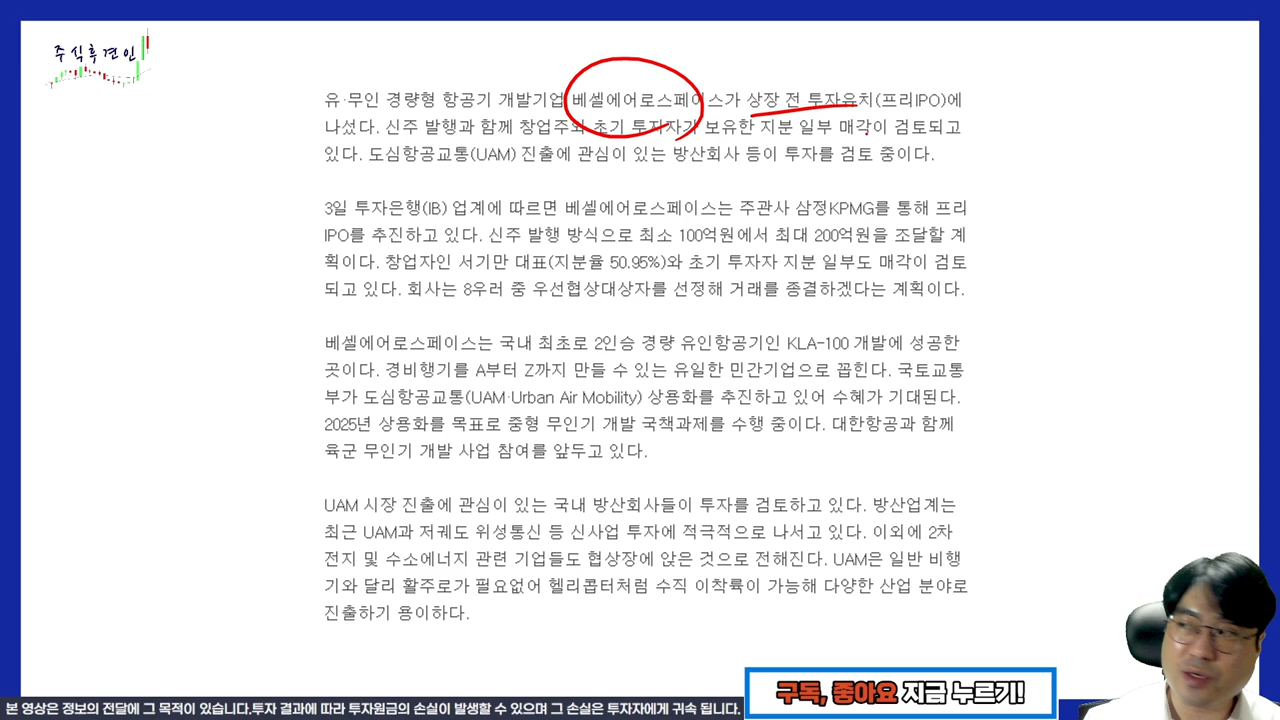 주식후견인
유·무인 경량형 항공기 개발기업 베셀에어로스페이스가 상장 전 투자유치(프리IPO)에
나섰다. 신주 발행과 함께 창업주와 초기 투자자가 보유한 지분 일부 매각이 검토되고
있다. 도심항공교통(UAM) 진출에 관심이 있는 방산회사 등이 투자를 검토 중이다.
3일 투자은행(IB) 업계에 따르면 베셀에어로스페이스는 주관사 삼정KPMG를 통해 프리
IPO를 추진하고 있다. 신주 발행 방식으로 최소 100억원에서 최대 200억원을 조달할 계
획이다. 창업자인 서기만 대표(지분율 50.95%)와 초기 투자자 지분 일부도 매각이 검토
되고 있다. 회사는 8우러 중 우선협상대상자를 선정해 거래를 종결하겠다는 계획이다.
베셀에어로스페이스는 국내 최초로 2인승 경량 유인항공기인 KLA-100 개발에 성공한
곳이다. 경비행기를 A부터 Z까지 만들 수 있는 유일한 민간기업으로 꼽힌다. 국토교통
부가 도심항공교통(UAM·Urban Air Mobility) 상용화를 추진하고 있어 수혜가 기대된다.
2025년 상용화를 목표로 중형 무인기 개발 국책과제를 수행 중이다. 대한항공과 함께
육군 무인기 개발 사업 참여를 앞두고 있다.
UAM 시장 진출에 관심이 있는 국내 방산회사들이 투자를 검토하고 있다. 방산업계는
최근 UAM과 저궤도 위성통신 등 신사업 투자에 적극적으로 나서고 있다. 이외에 2차
전지 및 수소에너지 관련 기업들도 협상장에 앉은 것으로 전해진다. UAM은 일반 비행
기와 달리 활주로가 필요없어 헬리콥터처럼 수직 이착륙이 가능해 다양한 산업 분야로
진출하기 용이하다.
구독, 좋아요 지금 누르기!
본 영상은 정보의 전달에 그 목적이 있습니다.투자 결과에 따라 투자원금의 손실이 발생할 수 있으며 그 손실은 투자자에게 귀속 됩니다.